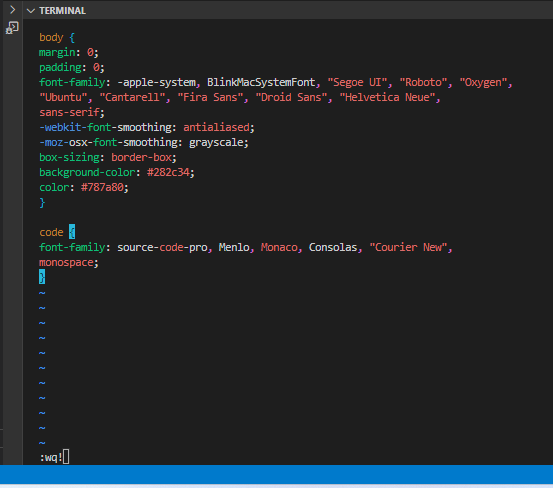 TERMINAL
body {
margin: 0;
padding: 0;
font-family: -apple-system, BlinkMacSystemFont, "Segoe UI", "Roboto", "Oxygen",
"Ubuntu", "Cantarell", "Fira Sans", "Droid Sans", "Helvetica Neue",
sans-serif;
-webkit-font-smoothing: antialiased;
-moz-osx-font-smoothing: grayscale;
box-sizing: border-box;
background-color: #282c34;
color: #787a80;
}
code {
font-family: source-code-pro, Menlo, Monaco, Consolas, "Courier New",
monospace;
}
~
~
~
~
~
~
~
~
~
~
~
:wq!